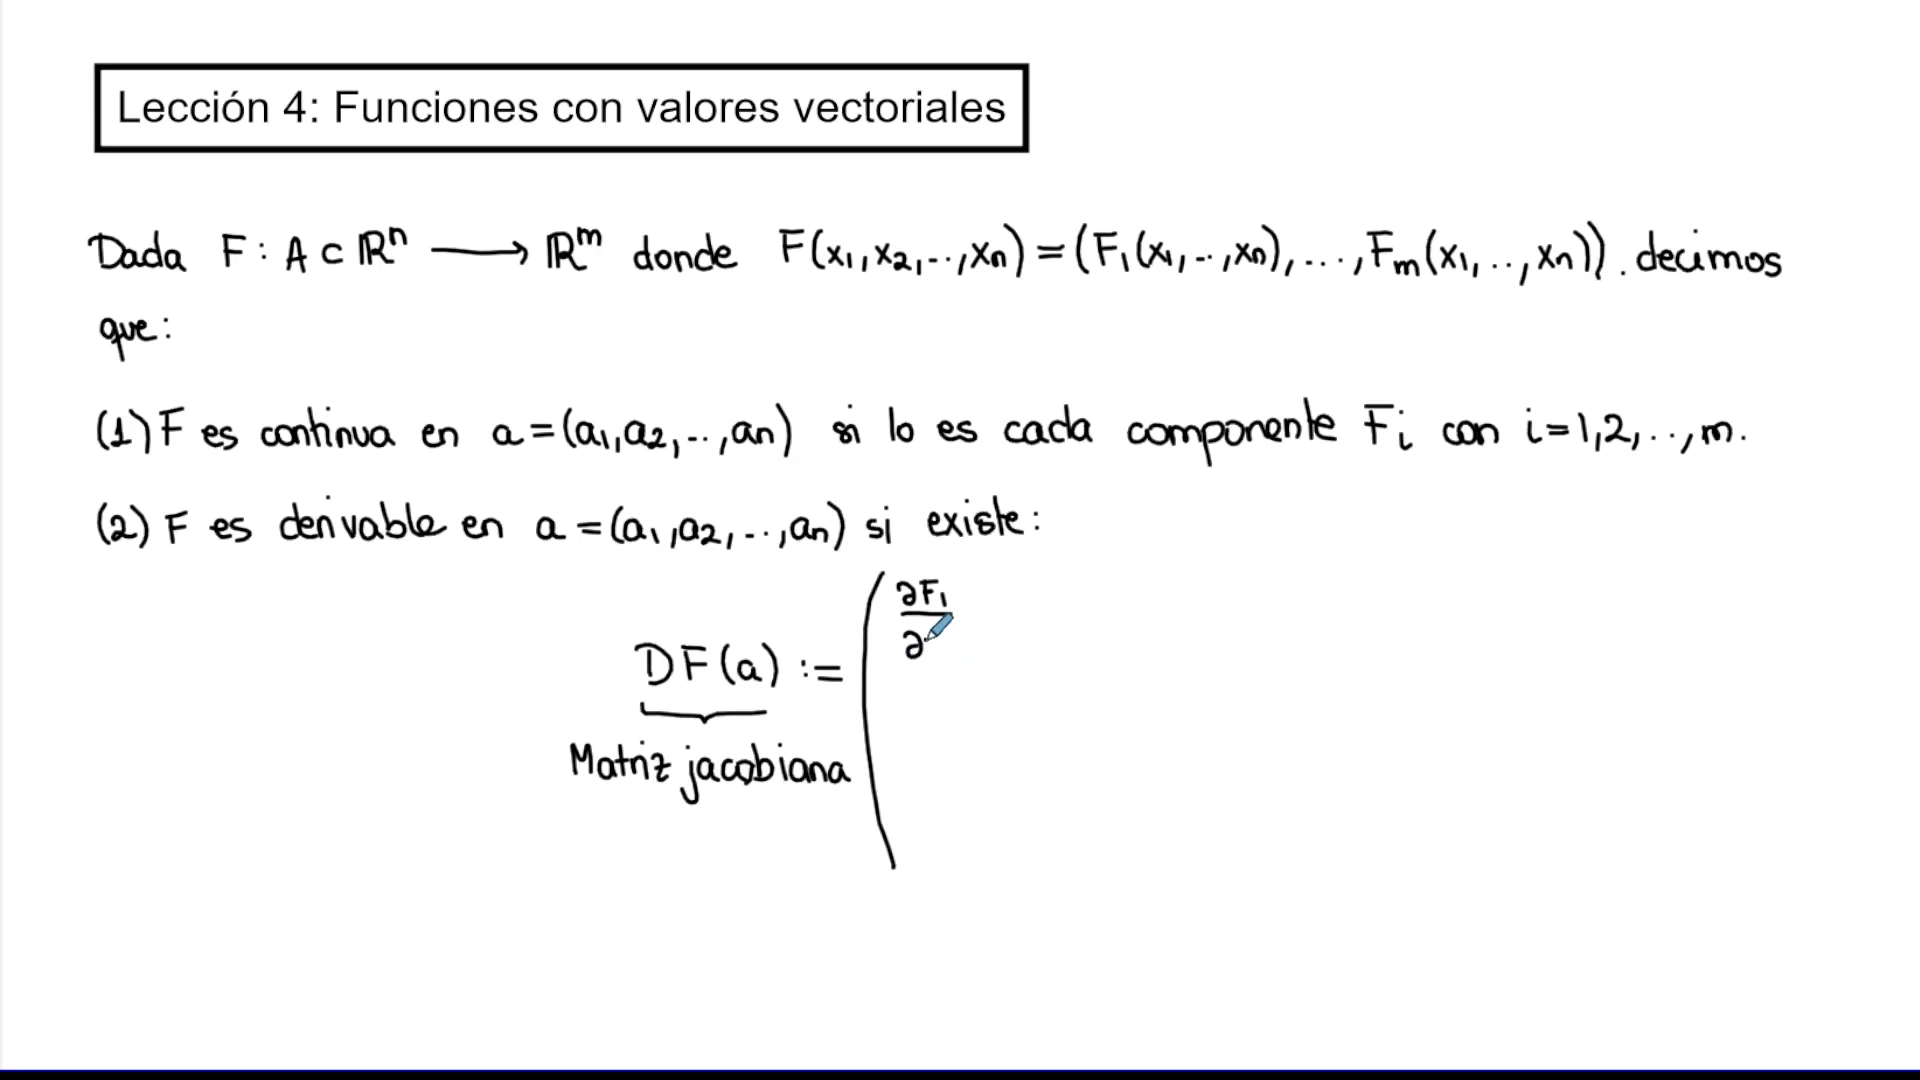 Lección 4: Funciones con valores vectoriales
Dada F: A ⊂ ℝⁿ ⟶ ℝᵐ donde F(x₁,x₂,..,xₙ)=(F₁(x₁,..,xₙ),...,Fₘ(x₁,..,xₙ)). decimos
que:
(1) F es continua en a=(a₁,a₂,..,aₙ) si lo es cada componente Fᵢ con i=1,2,..,m.
(2) F es derivable en a=(a₁,a₂,..,aₙ) si existe:
DF(a) := ( ∂F₁/∂
Matriz jacobiana